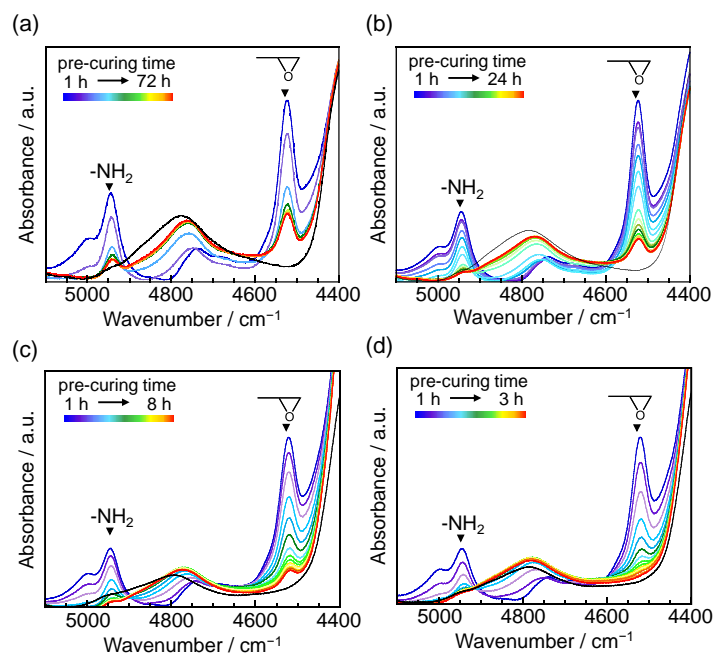 (a)
pre-curing time
1 h 72 h
O
-NH₂
Absorbance / a.u.
5000 4800 4600 4400
Wavenumber / cm⁻¹
(b)
pre-curing time
1 h 24 h
O
-NH₂
Absorbance / a.u.
5000 4800 4600 4400
Wavenumber / cm⁻¹
(c)
pre-curing time
1 h 8 h
O
-NH₂
Absorbance / a.u.
5000 4800 4600 4400
Wavenumber / cm⁻¹
(d)
pre-curing time
1 h 3 h
O
-NH₂
Absorbance / a.u.
5000 4800 4600 4400
Wavenumber / cm⁻¹